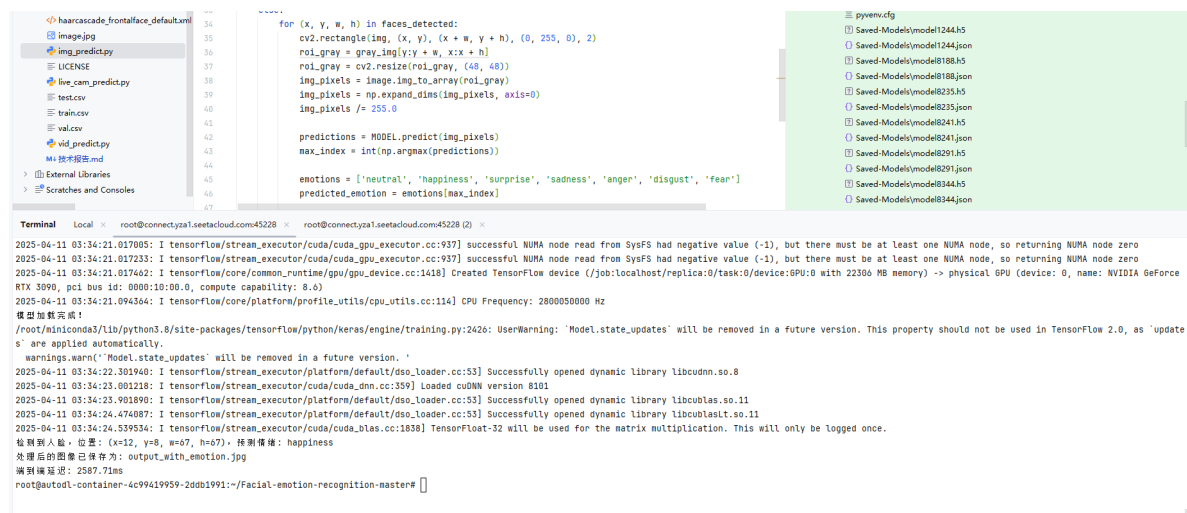 haarcascade_frontalface_default.xml
image.jpg
img_predict.py
LICENSE
live_cam_predict.py
test.csv
train.csv
val.csv
vid_predict.py
M↓技术报告.md
External Libraries
Scratches and Consoles
34 for (x, y, w, h) in faces_detected:
35 cv2.rectangle(img, (x, y), (x + w, y + h), (0, 255, 0), 2)
36 roi_gray = gray_img[y:y + w, x:x + h]
37 roi_gray = cv2.resize(roi_gray, (48, 48))
38 img_pixels = image.img_to_array(roi_gray)
39 img_pixels = np.expand_dims(img_pixels, axis=0)
40 img_pixels /= 255.0
41
42 predictions = MODEL.predict(img_pixels)
43 max_index = int(np.argmax(predictions))
44
45 emotions = ['neutral', 'happiness', 'surprise', 'sadness', 'anger', 'disgust', 'fear']
46 predicted_emotion = emotions[max_index]
47
pyvenv.cfg
Saved-Models\model1244.h5
Saved-Models\model1244.json
Saved-Models\model8188.h5
Saved-Models\model8188.json
Saved-Models\model8235.h5
Saved-Models\model8235.json
Saved-Models\model8241.h5
Saved-Models\model8241.json
Saved-Models\model8291.h5
Saved-Models\model8291.json
Saved-Models\model8344.h5
Saved-Models\model8344.json
Terminal Local × root@connect.yza1.seetacloud.com:45228 × root@connect.yza1.seetacloud.com:45228 (2) ×
2025-04-11 03:34:21.017005: I tensorflow/stream_executor/cuda/cuda_gpu_executor.cc:937] successful NUMA node read from SysFS had negative value (-1), but there must be at least one NUMA node, so returning NUMA node zero
2025-04-11 03:34:21.017233: I tensorflow/stream_executor/cuda/cuda_gpu_executor.cc:937] successful NUMA node read from SysFS had negative value (-1), but there must be at least one NUMA node, so returning NUMA node zero
2025-04-11 03:34:21.017462: I tensorflow/core/common_runtime/gpu/gpu_device.cc:1418] Created TensorFlow device (/job:localhost/replica:0/task:0/device:GPU:0 with 22306 MB memory) -> physical GPU (device: 0, name: NVIDIA GeForce
RTX 3090, pci bus id: 0000:10:00.0, compute capability: 8.6)
2025-04-11 03:34:21.094364: I tensorflow/core/platform/profile_utils/cpu_utils.cc:114] CPU Frequency: 2800050000 Hz
模型加载完成！
/root/miniconda3/lib/python3.8/site-packages/tensorflow/python/keras/engine/training.py:2426: UserWarning: `Model.state_updates` will be removed in a future version. This property should not be used in TensorFlow 2.0, as `update
s` are applied automatically.
warnings.warn('`Model.state_updates` will be removed in a future version. '
2025-04-11 03:34:22.301940: I tensorflow/stream_executor/platform/default/dso_loader.cc:53] Successfully opened dynamic library libcudnn.so.8
2025-04-11 03:34:23.001218: I tensorflow/stream_executor/cuda/cuda_dnn.cc:359] Loaded cuDNN version 8101
2025-04-11 03:34:23.901890: I tensorflow/stream_executor/platform/default/dso_loader.cc:53] Successfully opened dynamic library libcublas.so.11
2025-04-11 03:34:24.474087: I tensorflow/stream_executor/platform/default/dso_loader.cc:53] Successfully opened dynamic library libcublasLt.so.11
2025-04-11 03:34:24.539534: I tensorflow/stream_executor/cuda/cuda_blas.cc:1838] TensorFloat-32 will be used for the matrix multiplication. This will only be logged once.
检测到人脸，位置: (x=12, y=8, w=67, h=67)，预测情绪: happiness
处理后的图像已保存为: output_with_emotion.jpg
端到端延迟: 2587.71ms
root@autodl-container-4c99419959-2ddb1991:~/Facial-emotion-recognition-master#